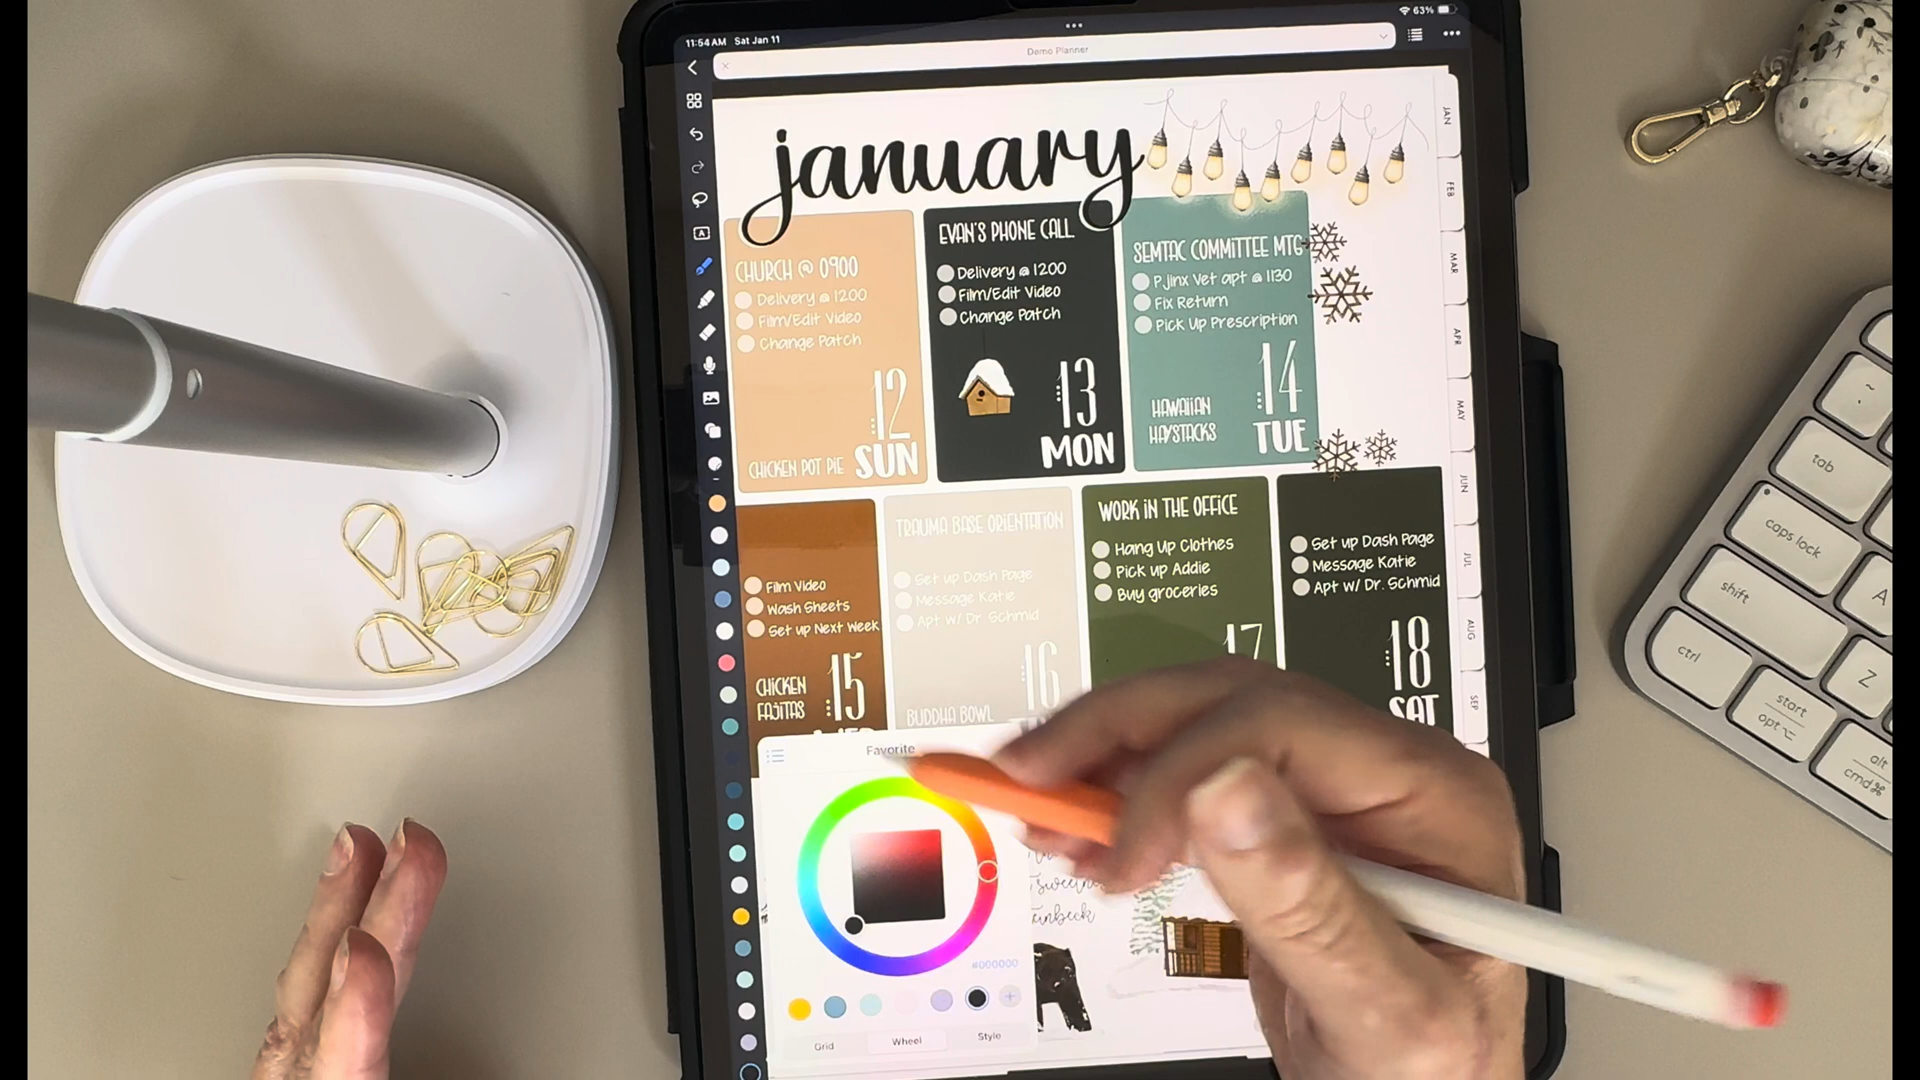 11:54 AM Sat Jan 11
63%
Demo Planner
january
JAN
FEB
MAR
APR
MAY
JUN
JUL
AUG
SEP
CHURCH @ 0900
Delivery @ 1200
Film/Edit Video
Change Patch
12
CHICKEN POT PIE
SUN
EVAN'S PHONE CALL
Delivery @ 1200
Film/Edit Video
Change Patch
13
MON
SEMTAC COMMITTEE MTG
PJinx Vet apt @ 1130
Fix Return
Pick Up Prescription
14
HAWAIIAN
HAYSTACKS
TUE
Film Video
Wash Sheets
Set up Next Week
CHICKEN
FAJITAS
15
TRAUMA BASE ORIENTATION
Set up Dash Page
Message Katie
Apt w/ Dr. Schmid
16
BUDDHA BOWL
WORK IN THE OFFICE
Hang Up Clothes
Pick up Addie
Buy groceries
17
Set up Dash Page
Message Katie
Apt w/ Dr. Schmid
18
SAT
Favorite
#000000
Grid
Wheel
Style
~
tab
caps lock
A
shift
Z
ctrl
start
opt
alt
cmd